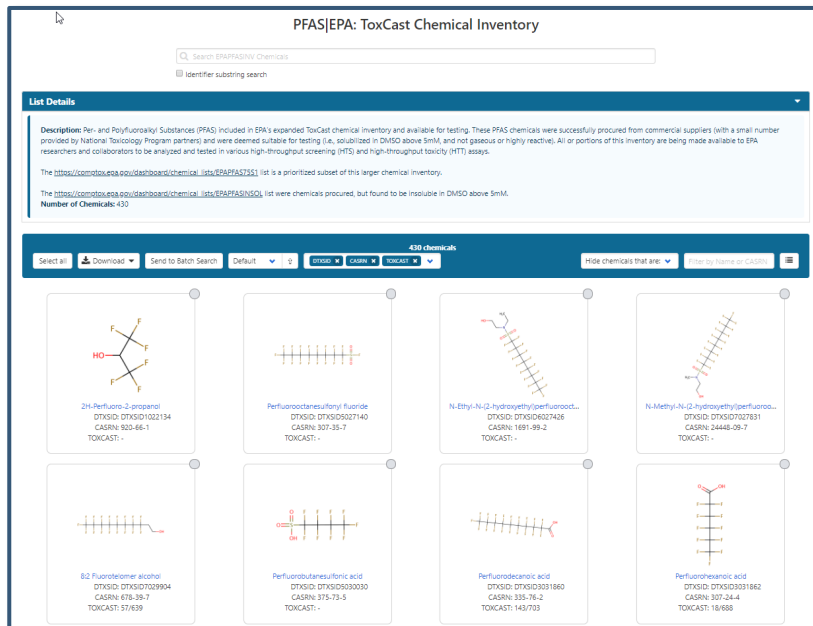 PFAS|EPA: ToxCast Chemical Inventory
Search EPAPFASINV Chemicals
Identifier substring search
List Details
Description: Per- and Polyfluoroalkyl Substances (PFAS) included in EPA's expanded ToxCast chemical inventory and available for testing. These PFAS chemicals were successfully procured from commercial suppliers (with a small number
provided by National Toxicology Program partners) and were deemed suitable for testing (i.e., solubilized in DMSO above 5mM, and not gaseous or highly reactive). All or portions of this inventory are being made available to EPA
researchers and collaborators to be analyzed and tested in various high-throughput screening (HTS) and high-throughput toxicity (HTT) assays.
The https://comptox.epa.gov/dashboard/chemical_lists/EPAPFAS75S1 list is a prioritized subset of this larger chemical inventory.
The https://comptox.epa.gov/dashboard/chemical_lists/EPAPFASINSOL list were chemicals procured, but found to be insoluble in DMSO above 5mM.
Number of Chemicals: 430
430 chemicals
Select all Download Send to Batch Search Default DTXSID CASRN TOXCAST Hide chemicals that are: Filter by Name or CASRN
2H-Perfluoro-2-propanol
DTXSID: DTXSID1022134
CASRN: 920-66-1
TOXCAST: -
Perfluorooctanesulfonyl fluoride
DTXSID: DTXSID5027140
CASRN: 307-35-7
TOXCAST: -
N-Ethyl-N-(2-hydroxyethyl)perfluorooct...
DTXSID: DTXSID6027426
CASRN: 1691-99-2
TOXCAST: -
N-Methyl-N-(2-hydroxyethyl)perfluoroo...
DTXSID: DTXSID7027831
CASRN: 24448-09-7
TOXCAST: -
8:2 Fluorotelomer alcohol
DTXSID: DTXSID7029904
CASRN: 678-39-7
TOXCAST: 57/639
Perfluorobutanesulfonic acid
DTXSID: DTXSID5030030
CASRN: 375-73-5
TOXCAST: -
Perfluorodecanoic acid
DTXSID: DTXSID3031860
CASRN: 335-76-2
TOXCAST: 143/703
Perfluorohexanoic acid
DTXSID: DTXSID3031862
CASRN: 307-24-4
TOXCAST: 18/688